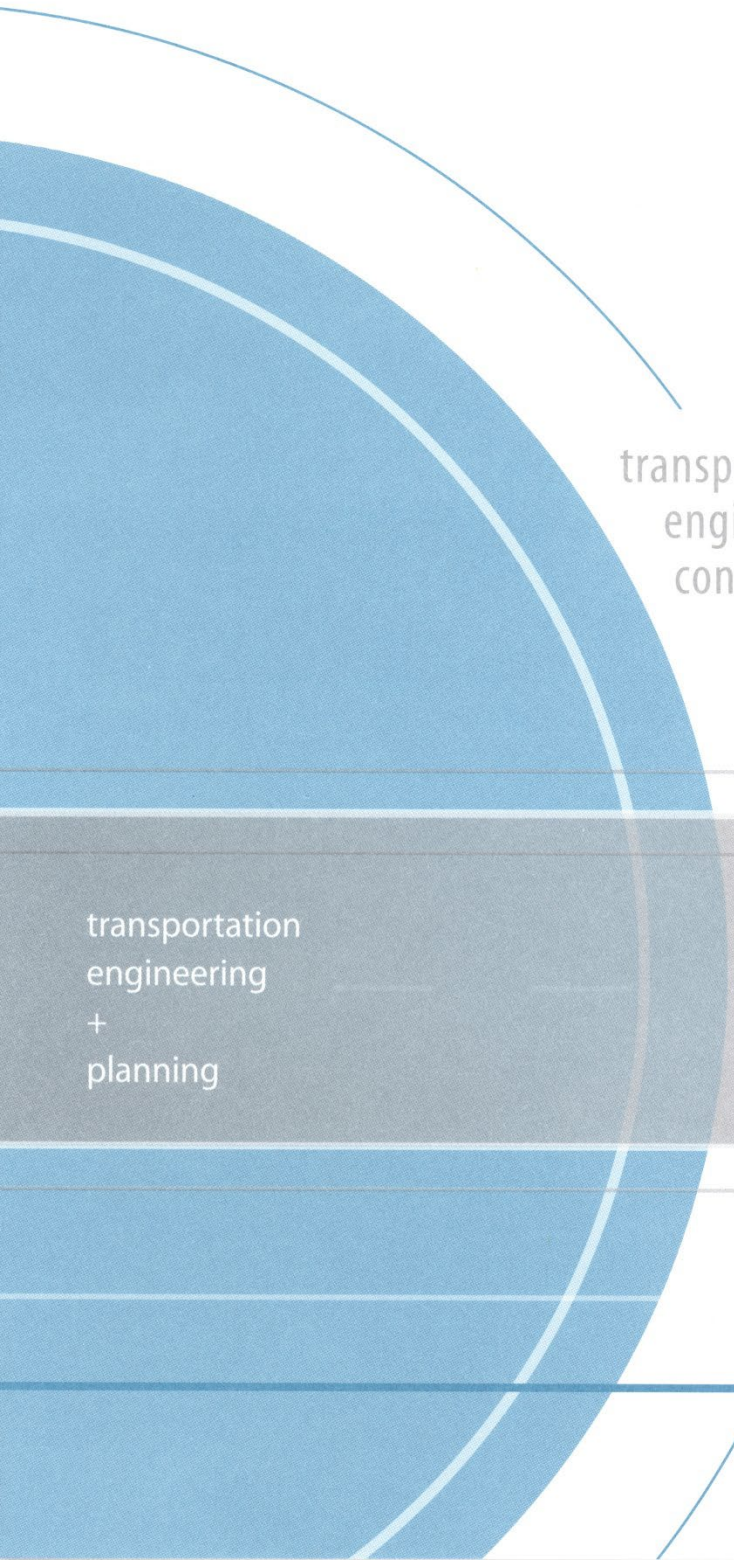 transp
engi
con
transportation
engineering
+
planning